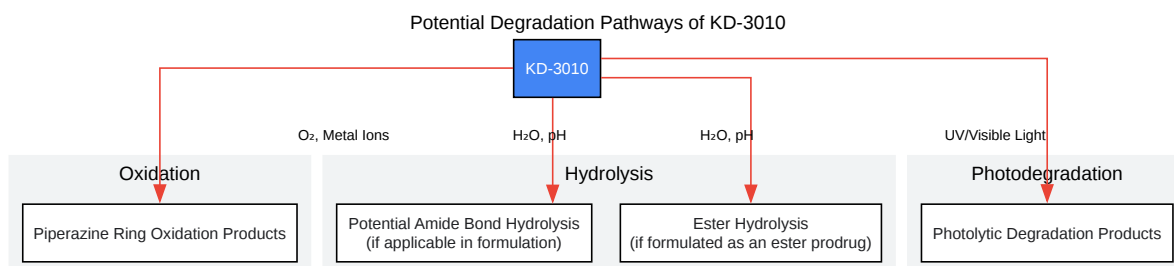 Potential Degradation Pathways of KD-3010
KD-3010
O₂, Metal Ions
H₂O, pH
H₂O, pH
UV/Visible Light
Oxidation
Hydrolysis
Photodegradation
Piperazine Ring Oxidation Products
Potential Amide Bond Hydrolysis
(if applicable in formulation)
Ester Hydrolysis
(if formulated as an ester prodrug)
Photolytic Degradation Products